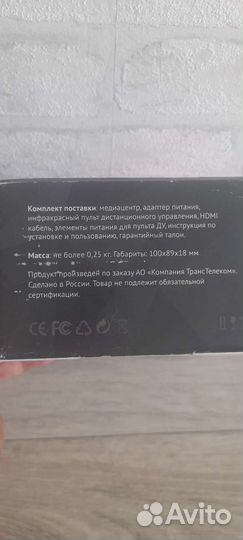 Комплект поставки: медиацентр, адаптер питания,
инфракрасный пульт дистанционного управления, HDMI
кабель, элементы питания для пульта ДУ, инструкция по
установке и пользованию, гарантийный талон.
Масса: не более 0,25 кг. Габариты: 100х89х18 мм
Продукт произведен по заказу АО «Компания ТрансТелеком».
Сделано в России. Товар не подлежит обязательной
сертификации.
CE FC
Avito